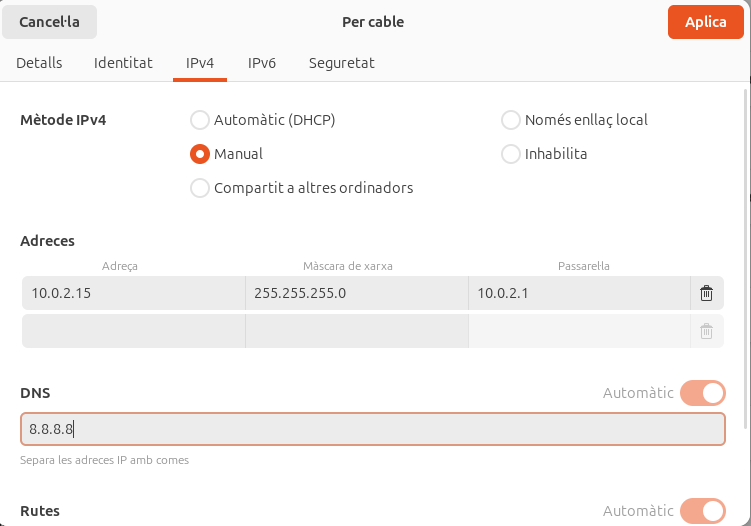 Cancel·la Per cable Aplica
Detalls Identitat IPv4 IPv6 Seguretat
Mètode IPv4 Automàtic (DHCP) Només enllaç local
Manual Inhabilita
Compartit a altres ordinadors
Adreces
Adreça Màscara de xarxa Passarel·la
10.0.2.15 255.255.255.0 10.0.2.1
DNS Automàtic
8.8.8.8
Separa les adreces IP amb comes
Rutes Automàtic